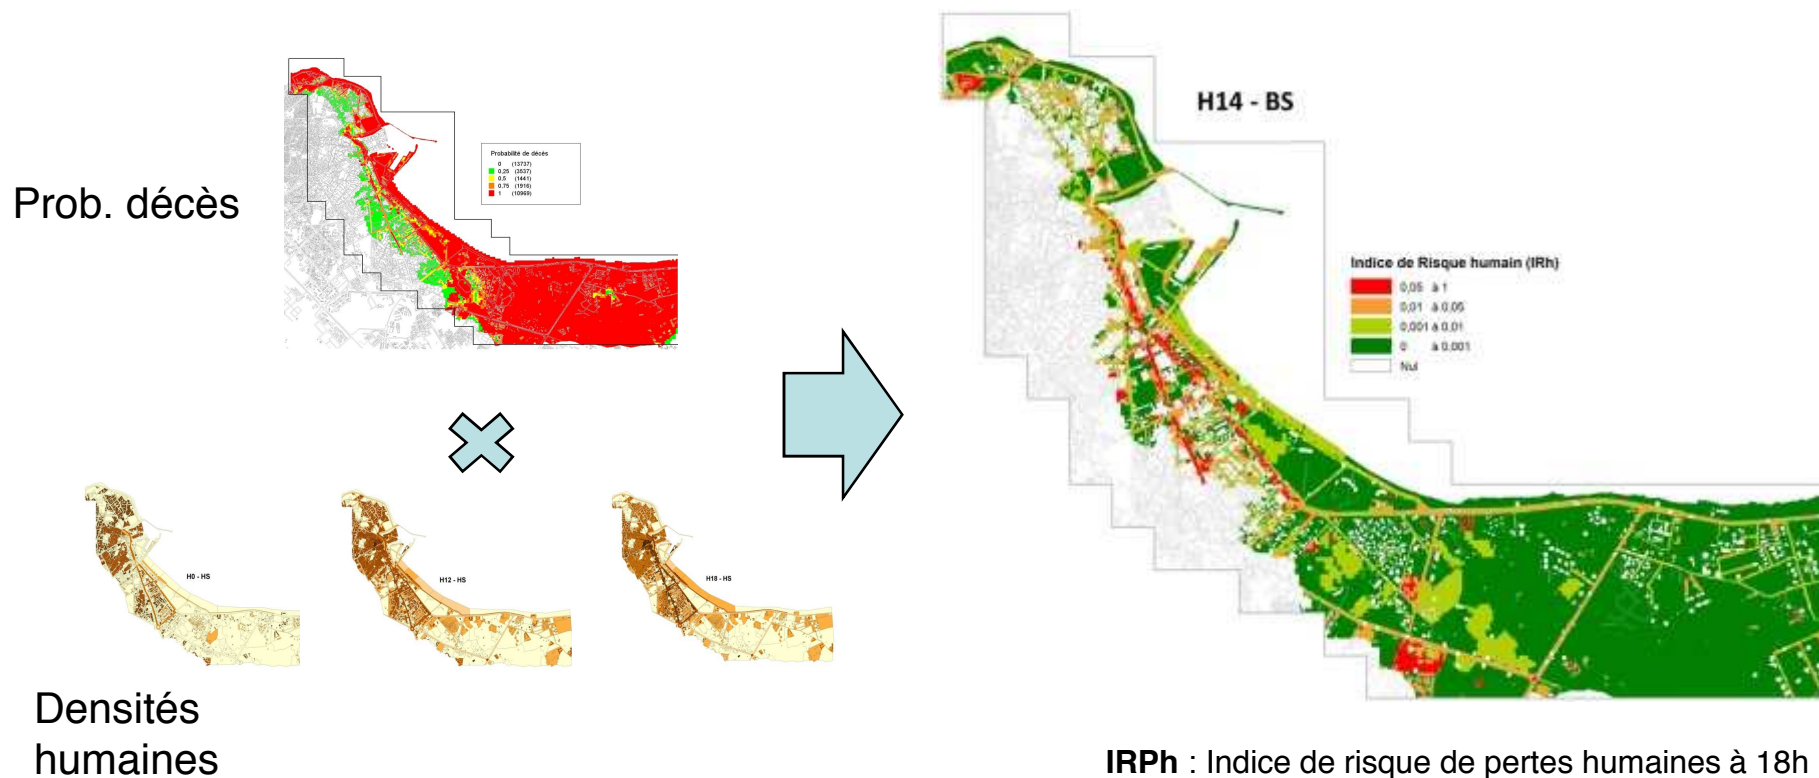 H14 - BS
Probabilité de décès
0 (13737)
0,25 (3537)
0,5 (1441)
0,75 (1916)
1 (10969)
Prob. décès
Indice de Risque humain (IRh)
0,05 à 1
0,01 à 0,05
0,001 à 0,01
0 à 0,001
Nul
H0 - HS
H12 - HS
H18 - HS
Densités
humaines
IRPh : Indice de risque de pertes humaines à 18h